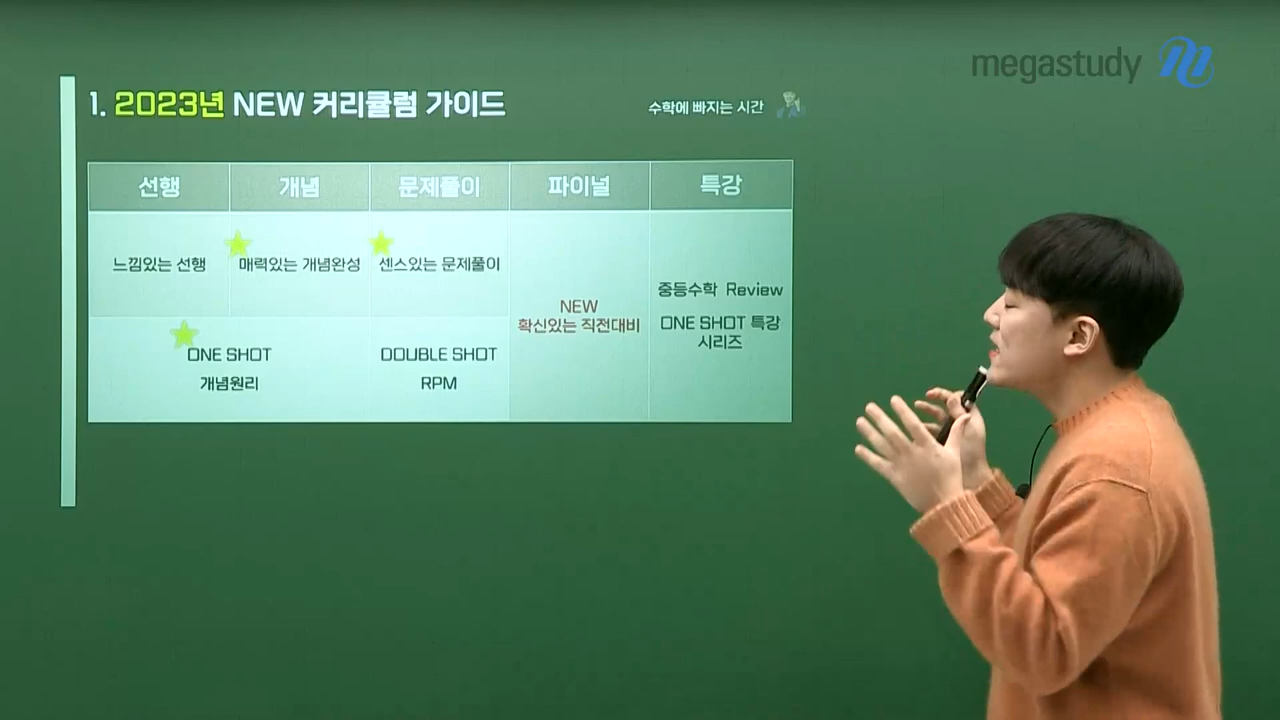 megastudy
1. 2023년 NEW 커리큘럼 가이드
수학에 빠지는 시간
선행 개념 문제풀이 파이널 특강
느낌있는 선행 매력있는 개념완성 센스있는 문제풀이
NEW
확신있는 직전대비
중등수학 Review
ONE SHOT 특강
시리즈
ONE SHOT
개념원리
DOUBLE SHOT
RPM